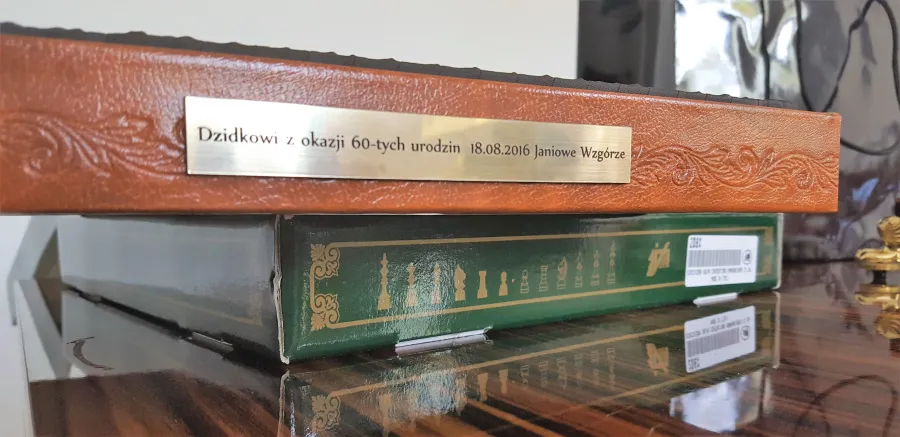 Dzidkowi z okazji 60-tych urodzin 18.08.2016 Janiowe Wzgórze